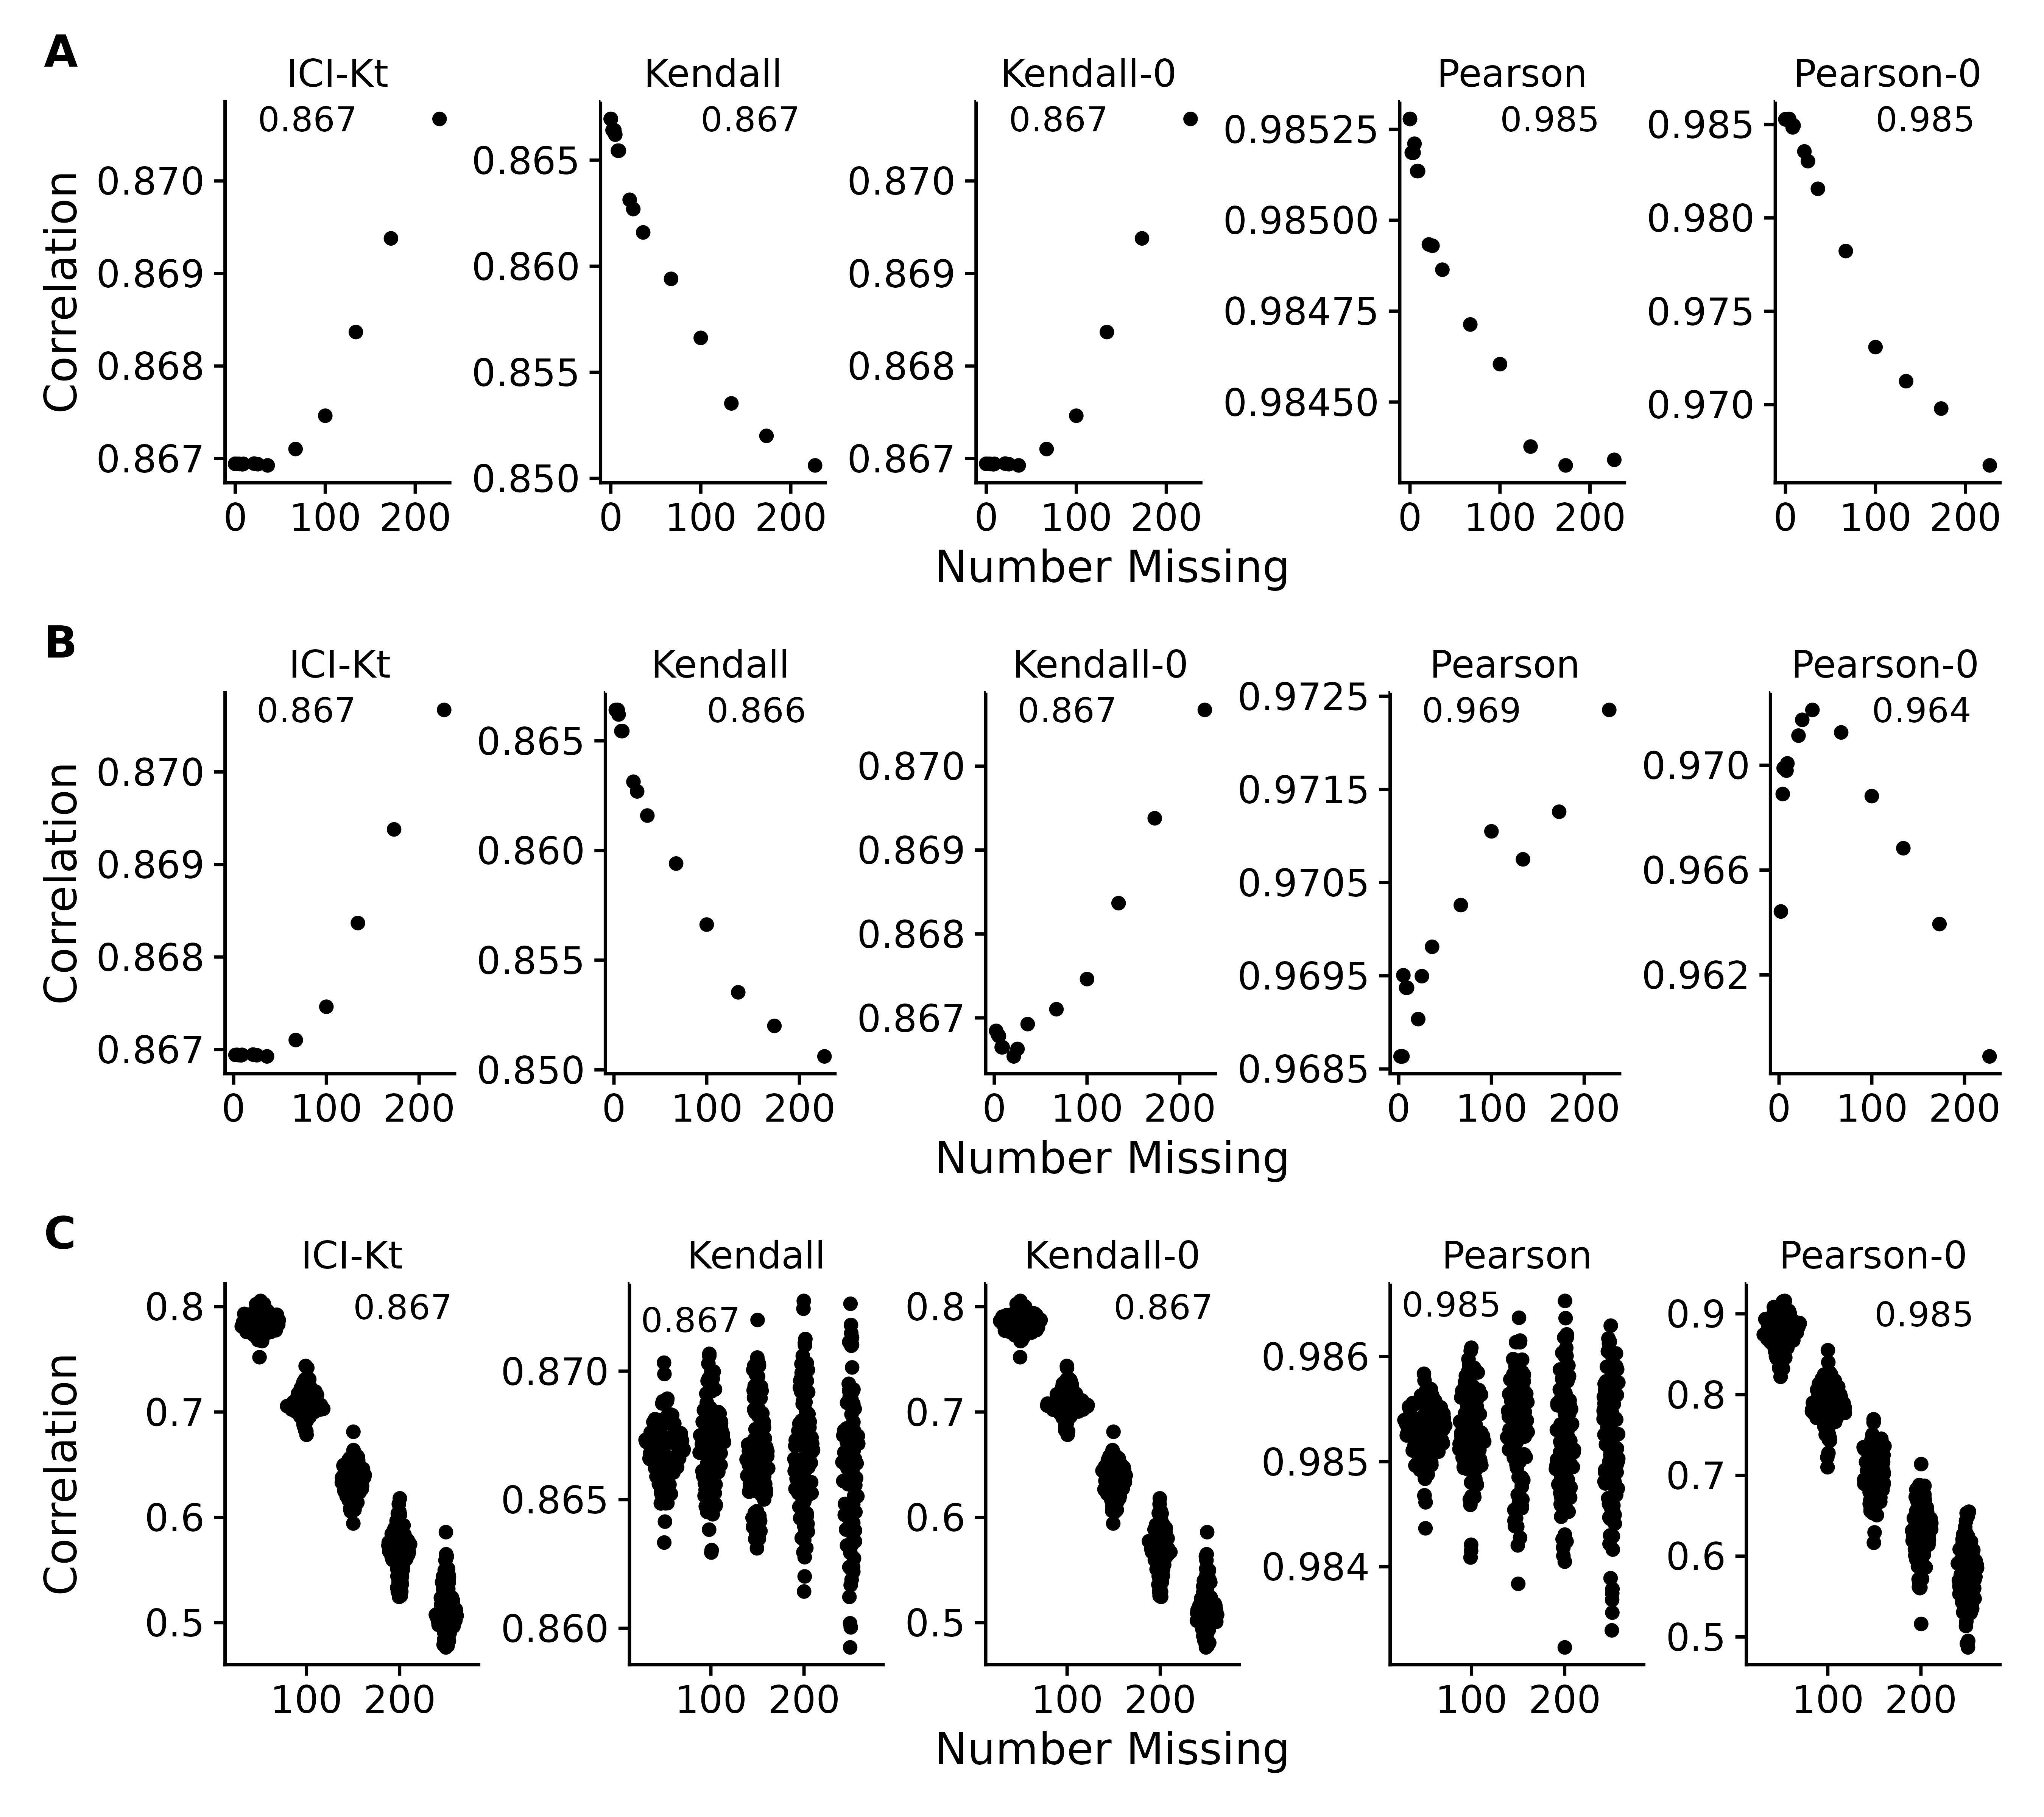 A
ICI-Kt Kendall Kendall-0 Pearson Pearson-0
0.867 0.867 0.867 0.985 0.985
Correlation
0.870 0.869 0.868 0.867
0.865 0.860 0.855 0.850
0.870 0.869 0.868 0.867
0.98525 0.98500 0.98475 0.98450
0.985 0.980 0.975 0.970
0 100 200 0 100 200 0 100 200 0 100 200 0 100 200
Number Missing
B
ICI-Kt Kendall Kendall-0 Pearson Pearson-0
0.867 0.866 0.867 0.969 0.964
Correlation
0.870 0.869 0.868 0.867
0.865 0.860 0.855 0.850
0.870 0.869 0.868 0.867
0.9725 0.9715 0.9705 0.9695 0.9685
0.970 0.966 0.962
0 100 200 0 100 200 0 100 200 0 100 200 0 100 200
Number Missing
C
ICI-Kt Kendall Kendall-0 Pearson Pearson-0
0.867 0.867 0.867 0.985 0.985
Correlation
0.8 0.7 0.6 0.5
0.870 0.865 0.860
0.8 0.7 0.6 0.5
0.986 0.985 0.984
0.9 0.8 0.7 0.6 0.5
100 200 100 200 100 200 100 200 100 200
Number Missing